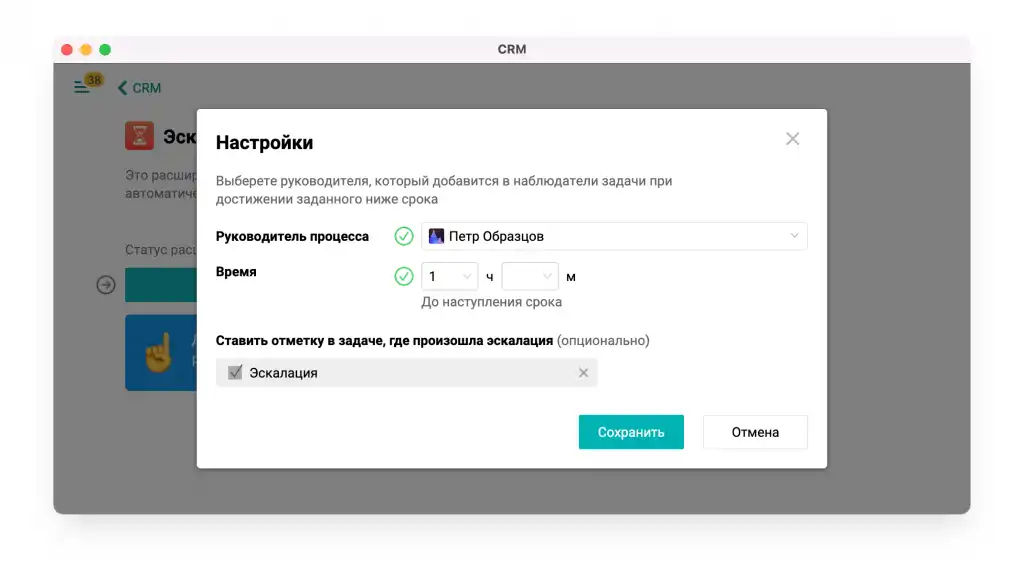 CRM
38
CRM
Эск
Это расшир
автоматиче
Статус расш
Настройки
Выберете руководителя, который добавится в наблюдатели задачи при
достижении заданного ниже срока
Руководитель процесса
Петр Образцов
Время
1 ч м
До наступления срока
Ставить отметку в задаче, где произошла эскалация (опционально)
Эскалация
Сохранить
Отмена